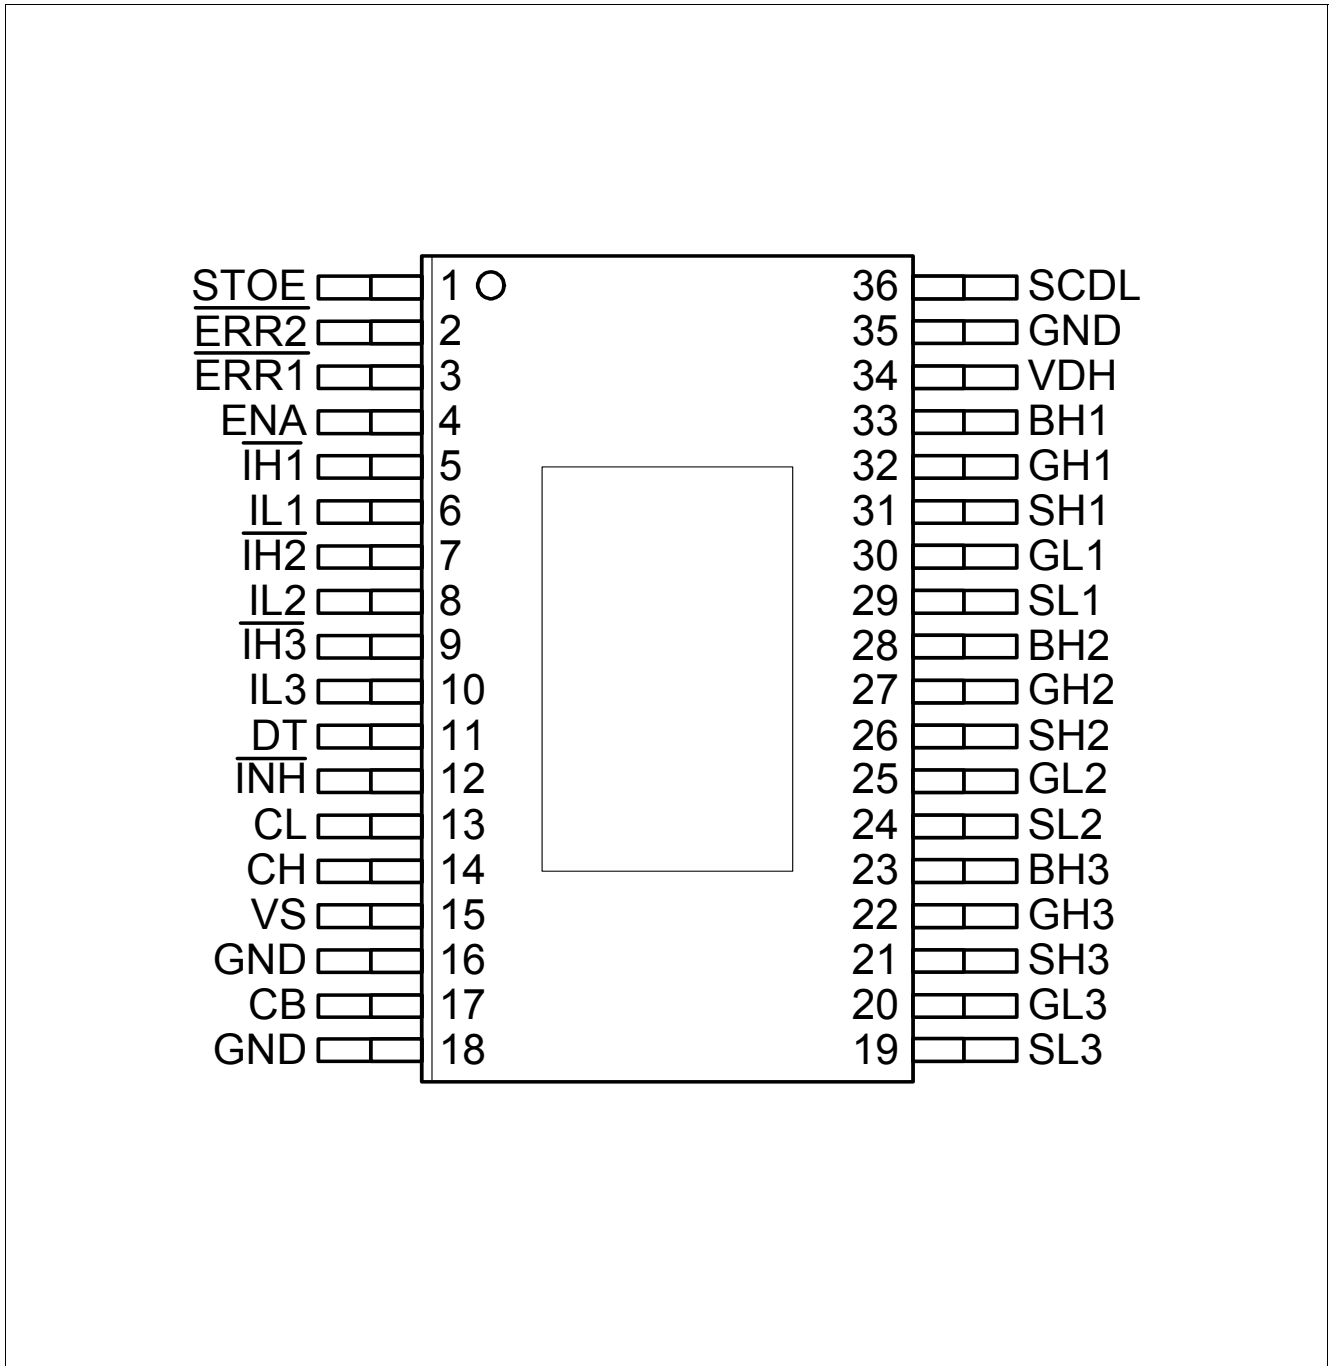 STOE 1 36 SCDL
ERR2 2 35 GND
ERR1 3 34 VDH
ENA 4 33 BH1
IH1 5 32 GH1
IL1 6 31 SH1
IH2 7 30 GL1
IL2 8 29 SL1
IH3 9 28 BH2
IL3 10 27 GH2
DT 11 26 SH2
INH 12 25 GL2
CL 13 24 SL2
CH 14 23 BH3
VS 15 22 GH3
GND 16 21 SH3
CB 17 20 GL3
GND 18 19 SL3